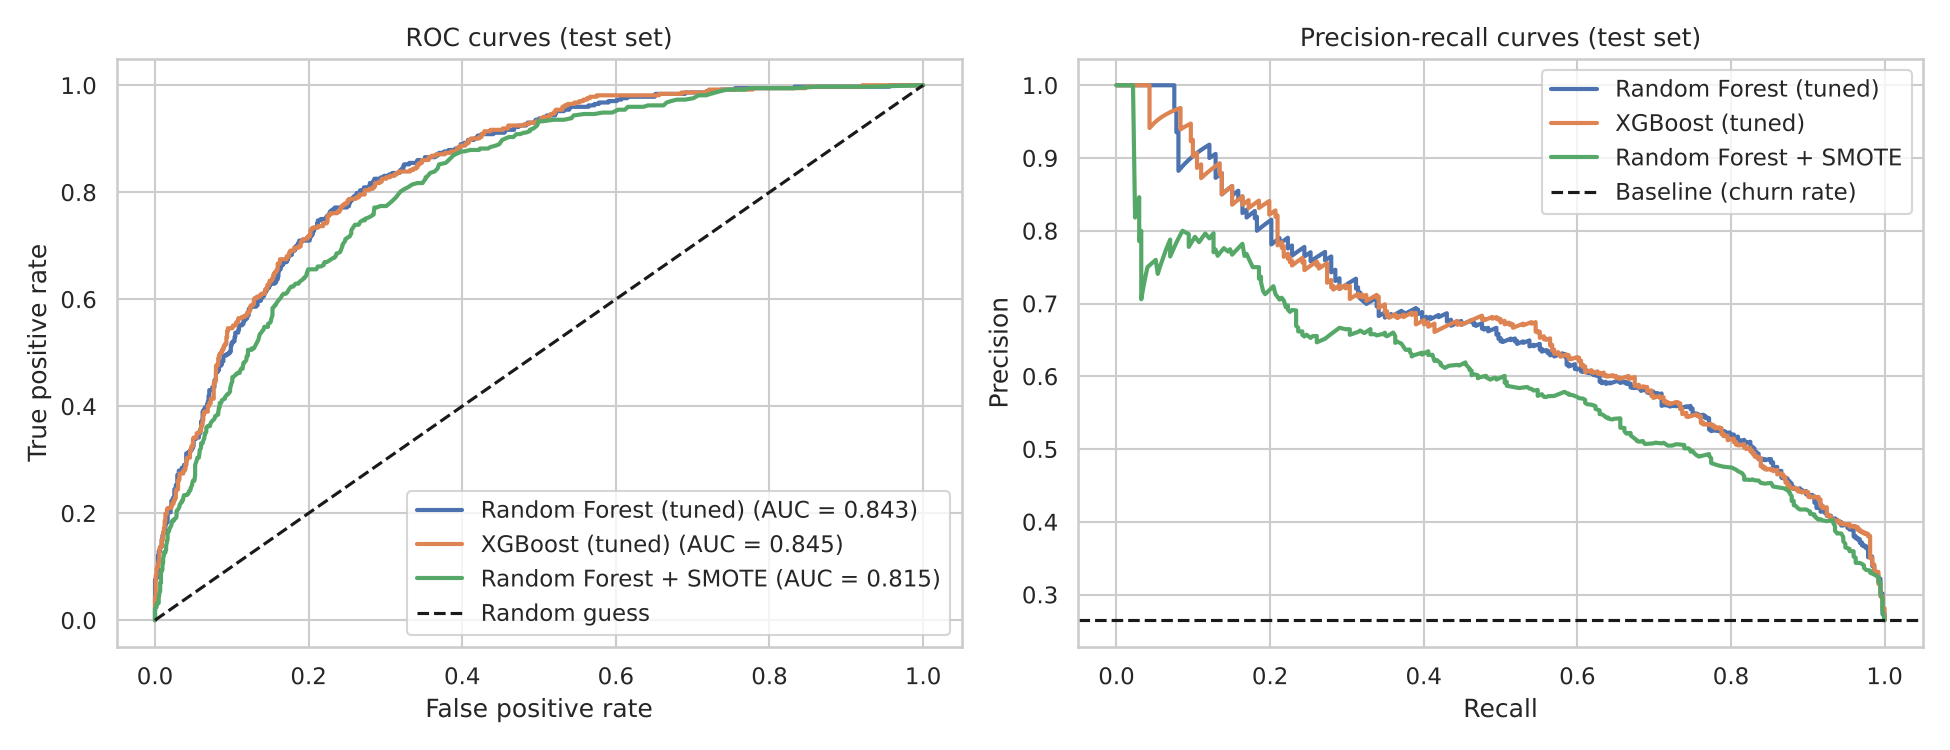 ROC curves (test set)
True positive rate
1.0
0.8
0.6
0.4
0.2
0.0
Random Forest (tuned) (AUC = 0.843)
XGBoost (tuned) (AUC = 0.845)
Random Forest + SMOTE (AUC = 0.815)
Random guess
0.0 0.2 0.4 0.6 0.8 1.0
False positive rate
Precision-recall curves (test set)
Precision
1.0
0.9
0.8
0.7
0.6
0.5
0.4
0.3
Random Forest (tuned)
XGBoost (tuned)
Random Forest + SMOTE
Baseline (churn rate)
0.0 0.2 0.4 0.6 0.8 1.0
Recall